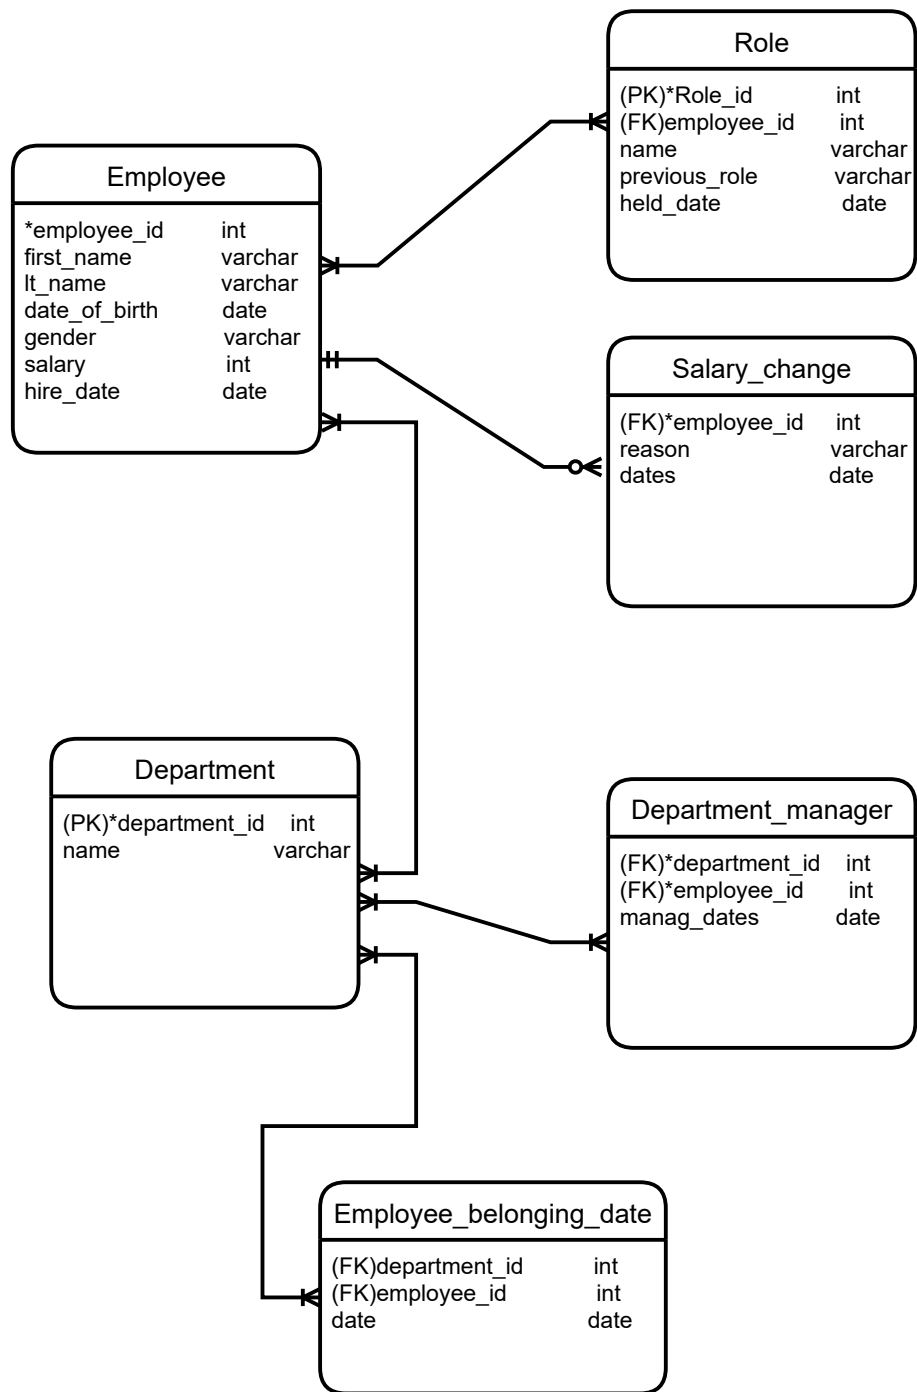 Role
(PK)*Role_id int
(FK)employee_id int
name varchar
previous_role varchar
held_date date
Employee
*employee_id int
first_name varchar
lt_name varchar
date_of_birth date
gender varchar
salary int
hire_date date
Salary_change
(FK)*employee_id int
reason varchar
dates date
Department
(PK)*department_id int
name varchar
Department_manager
(FK)*department_id int
(FK)*employee_id int
manag_dates date
Employee_belonging_date
(FK)department_id int
(FK)employee_id int
date date